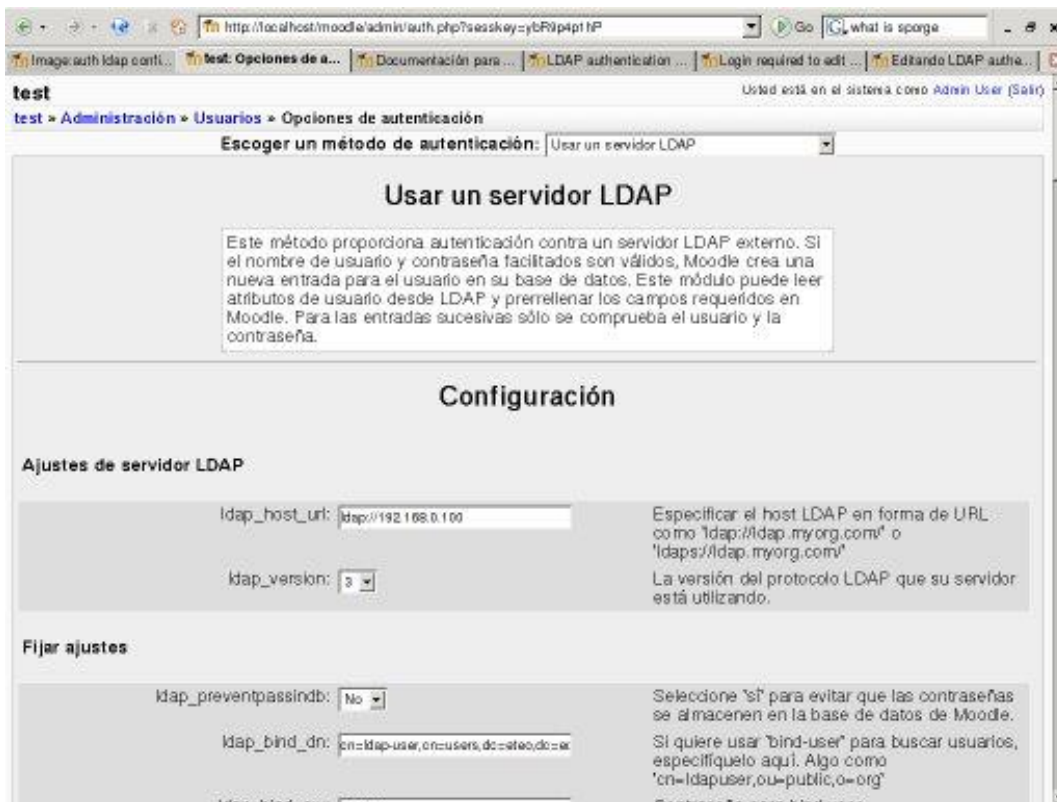 http://localhost/moodle/admin/auth.php?sesskey=ybR9p4pthP
Go
what is sporge
Image:auth ldap confi...
test: Opciones de a...
Documentación para ...
LDAP authentication ...
Login required to edit ...
Editando LDAP authe...
test
Usted está en el sistema como Admin User (Salir)
test » Administración » Usuarios » Opciones de autenticación
Escoger un método de autenticación: Usar un servidor LDAP
Usar un servidor LDAP
Este método proporciona autenticación contra un servidor LDAP externo. Si
el nombre de usuario y contraseña facilitados son válidos, Moodle crea una
nueva entrada para el usuario en su base de datos. Este módulo puede leer
atributos de usuario desde LDAP y prerrellenar los campos requeridos en
Moodle. Para las entradas sucesivas sólo se comprueba el usuario y la
contraseña.
Configuración
Ajustes de servidor LDAP
ldap_host_url: ldap://192.168.0.100
Especificar el host LDAP en forma de URL
como 'ldap://ldap.myorg.com/' o
'ldaps://ldap.myorg.com/'
ldap_version: 3
La versión del protocolo LDAP que su servidor
está utilizando.
Fijar ajustes
ldap_preventpassindb: No
Seleccione 'sí' para evitar que las contraseñas
se almacenen en la base de datos de Moodle.
ldap_bind_dn: cn=ldap-user,cn=users,dc=eteo,dc=ec
Si quiere usar 'bind-user' para buscar usuarios,
especifíquelo aquí. Algo como
'cn=ldapuser,ou=public,o=org'